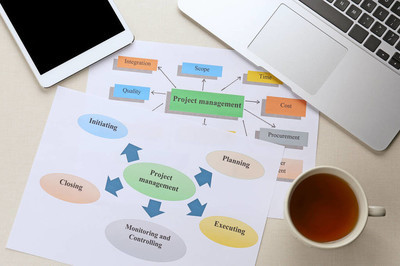 Integration
Scope
Time
Quality
Project management
Cost
Procurement
Initiating
Planning
Project
management
Closing
Executing
Monitoring and
Controlling